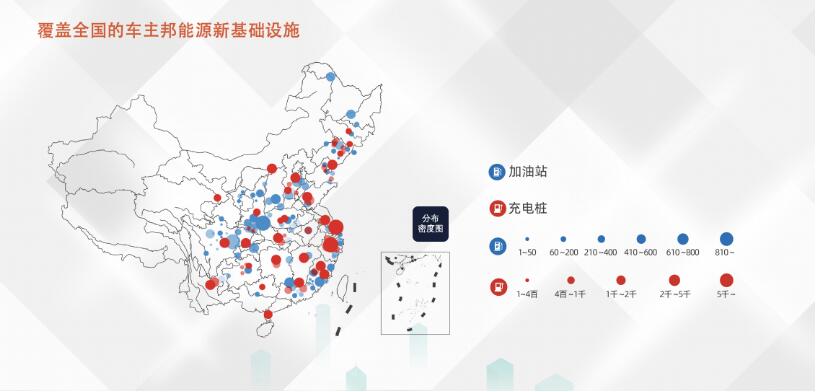 覆盖全国的车主邦能源新基础设施
加油站
充电桩
分布
密度图
1~50 60~200 210~400 410~600 610~800 810~
1~4百 4百~1千 1千~2千 2千~5千 5千~